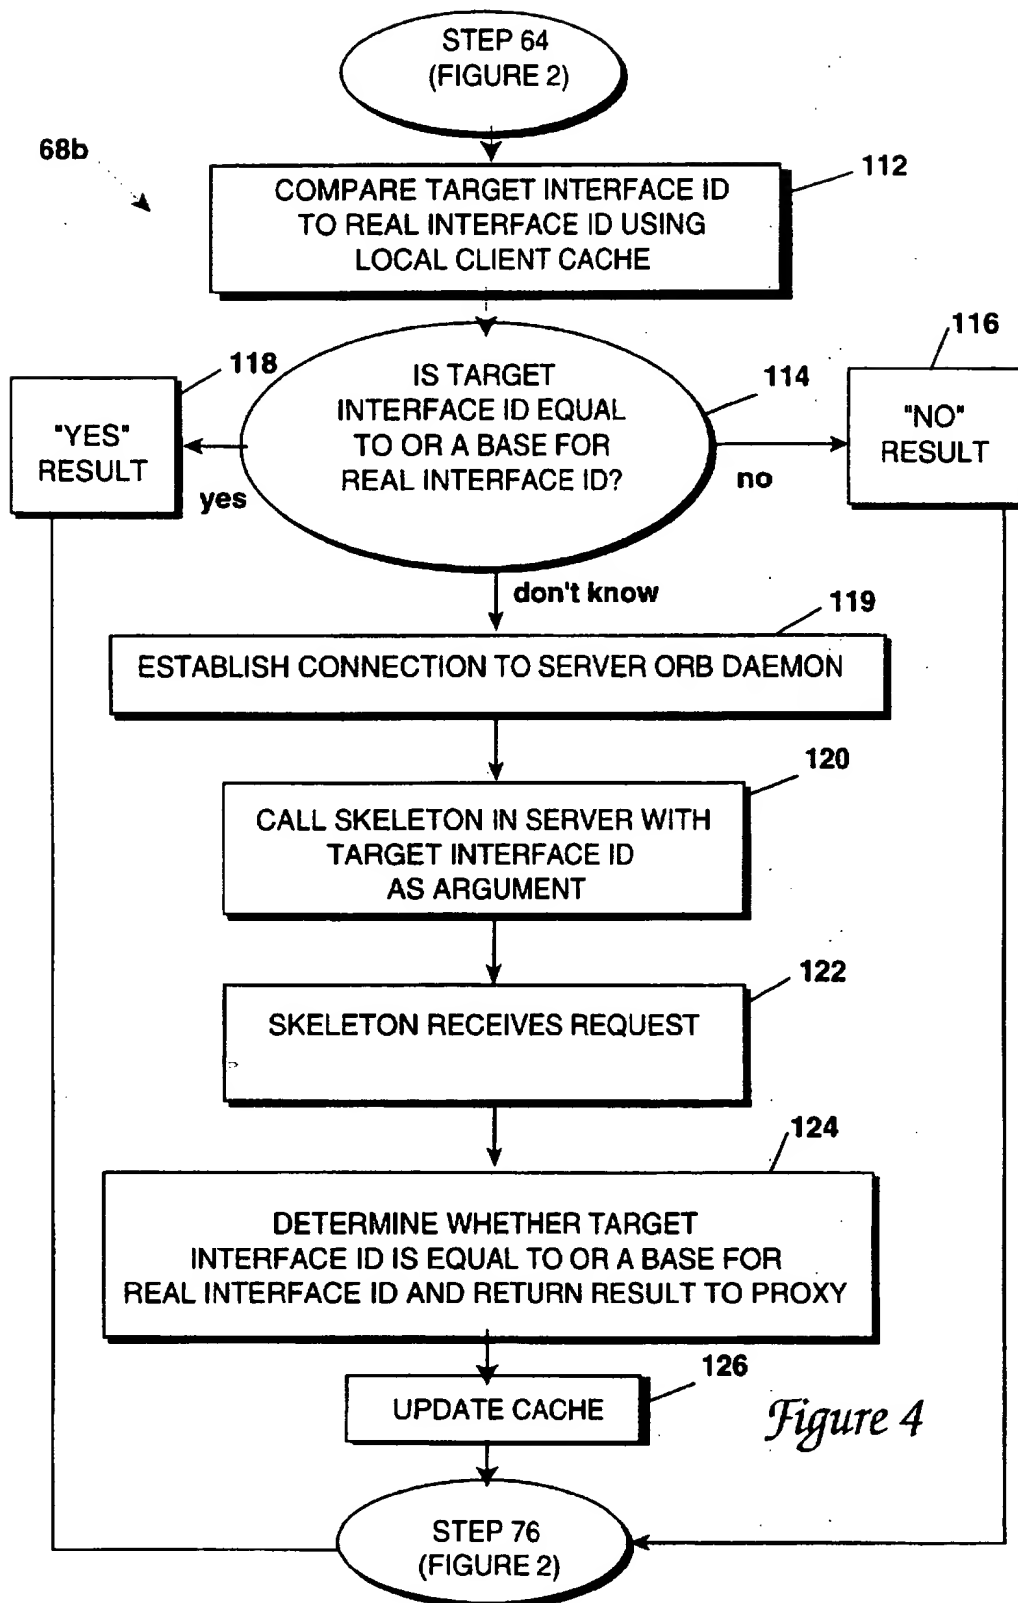 STEP 64
(FIGURE 2)
68b
112
COMPARE TARGET INTERFACE ID
TO REAL INTERFACE ID USING
LOCAL CLIENT CACHE
116
118
114
IS TARGET
INTERFACE ID EQUAL
TO OR A BASE FOR
REAL INTERFACE ID?
"YES"
RESULT
"NO"
RESULT
yes
no
don't know
119
ESTABLISH CONNECTION TO SERVER ORB DAEMON
120
CALL SKELETON IN SERVER WITH
TARGET INTERFACE ID
AS ARGUMENT
122
SKELETON RECEIVES REQUEST
124
DETERMINE WHETHER TARGET
INTERFACE ID IS EQUAL TO OR A BASE FOR
REAL INTERFACE ID AND RETURN RESULT TO PROXY
126
UPDATE CACHE
Figure 4
STEP 76
(FIGURE 2)